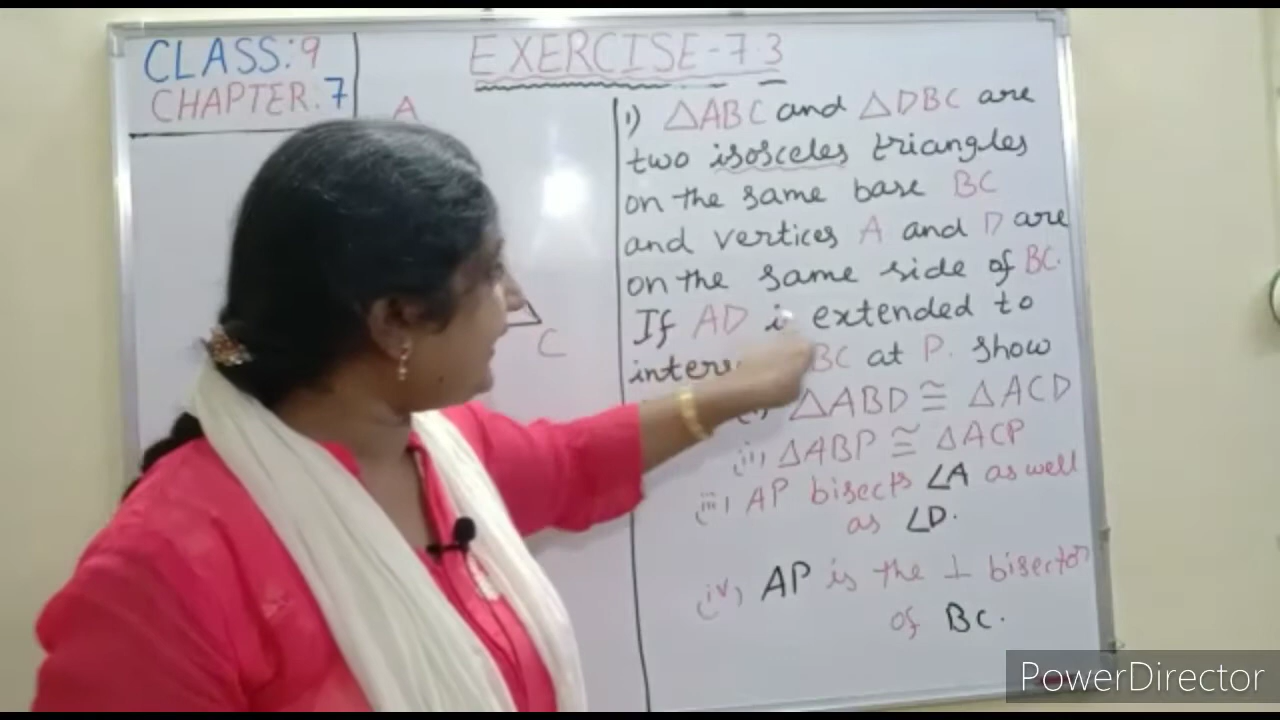 CLASS: 9
CHAPTER: 7
EXERCISE-7.3
A
C
1) △ABC and △DBC are
two isosceles triangles
on the same base BC
and vertices A and D are
on the same side of BC.
If AD is extended to
BC at P. show
△ABD ≅ △ACD
(ii) △ABP ≅ △ACP
(iii) AP bisects ∠A as well
as ∠D.
(iv) AP is the ⊥ bisector
of BC.
PowerDirector